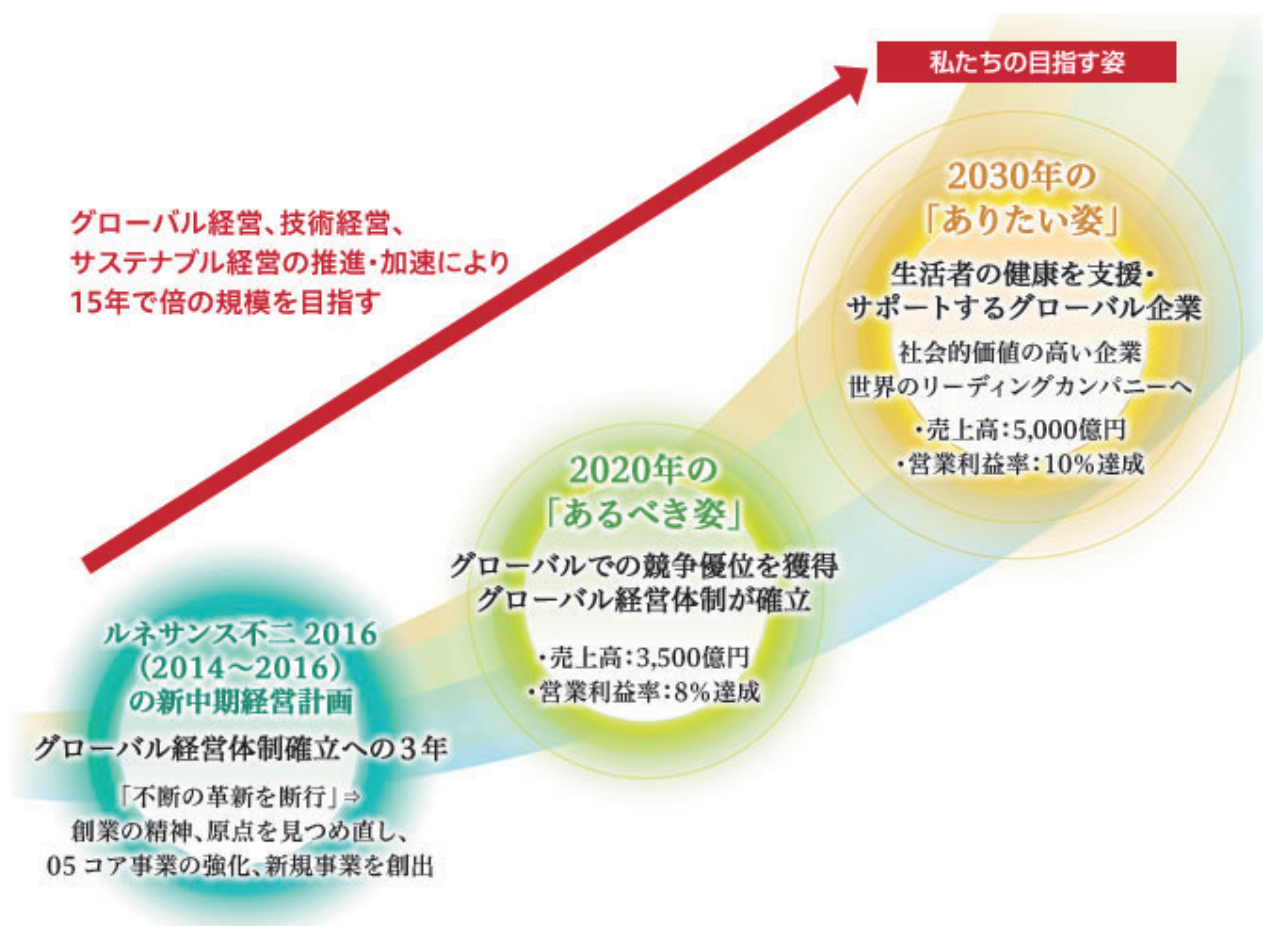 私たちの目指す姿
グローバル経営、技術経営、
サステナブル経営の推進・加速により
15年で倍の規模を目指す
2030年の
「ありたい姿」
生活者の健康を支援・
サポートするグローバル企業
社会的価値の高い企業
世界のリーディングカンパニーへ
・売上高：5,000億円
・営業利益率：10%達成
2020年の
「あるべき姿」
グローバルでの競争優位を獲得
グローバル経営体制が確立
・売上高：3,500億円
・営業利益率：8%達成
ルネサンス不二 2016
（2014～2016）
の新中期経営計画
グローバル経営体制確立への３年
「不断の革新を断行」⇒
創業の精神、原点を見つめ直し、
05 コア事業の強化、新規事業を創出